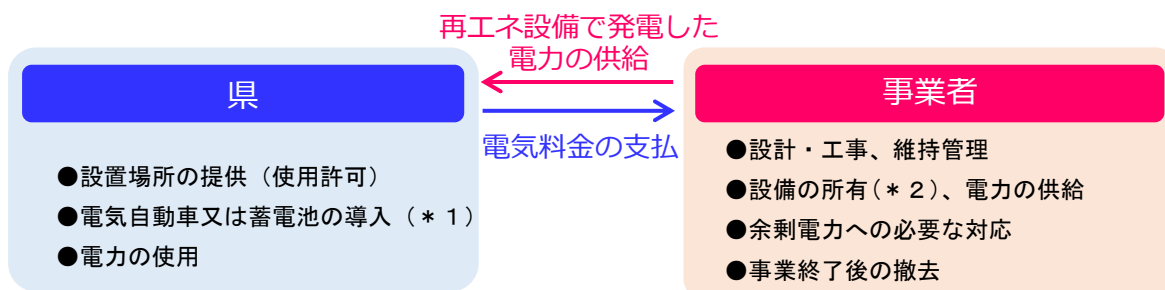 再エネ設備で発電した
電力の供給
県
電気料金の支払
事業者
●設置場所の提供（使用許可）
●電気自動車又は蓄電池の導入（＊１）
●電力の使用
●設計・工事、維持管理
●設備の所有(＊２)、電力の供給
●余剰電力への必要な対応
●事業終了後の撤去